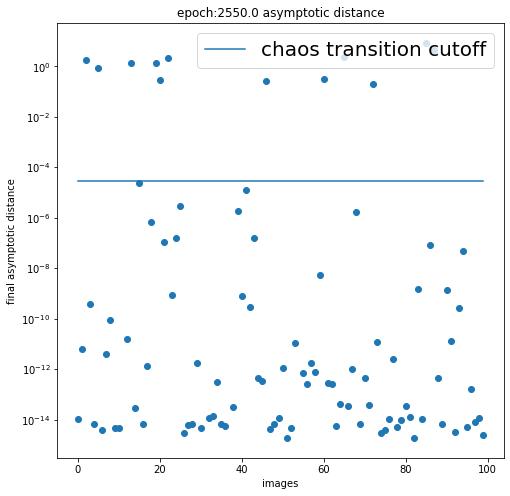 epoch:2550.0 asymptotic distance
chaos transition cutoff
final asymptotic distance
10⁰
10⁻²
10⁻⁴
10⁻⁶
10⁻⁸
10⁻¹⁰
10⁻¹²
10⁻¹⁴
0 20 40 60 80 100
images